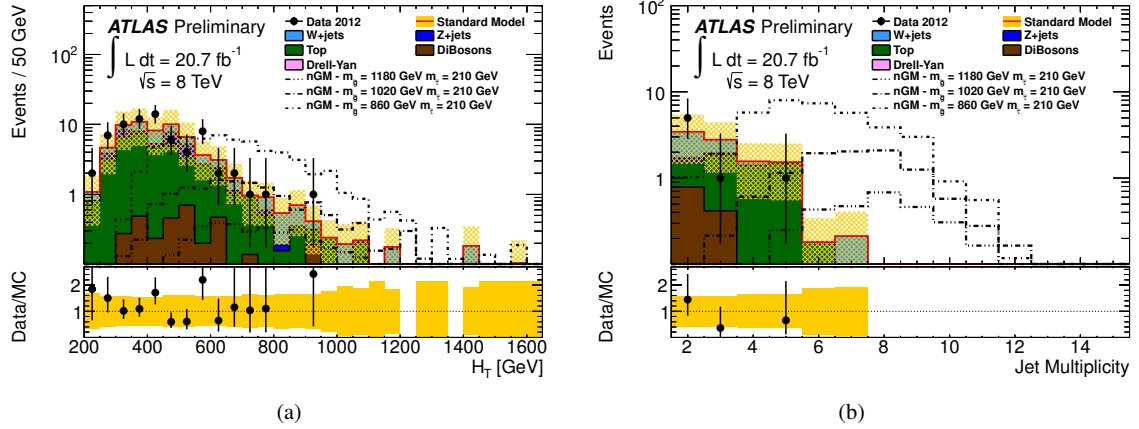 ATLAS Preliminary
∫ L dt = 20.7 fb⁻¹
√s = 8 TeV
Data 2012
Standard Model
W+jets
Z+jets
Top
DiBosons
Drell-Yan
nGM - m_g = 1180 GeV m_τ = 210 GeV
nGM - m_g = 1020 GeV m_τ = 210 GeV
nGM - m_g = 860 GeV m_τ = 210 GeV
Events / 50 GeV
10²
10
1
Data/MC
2
1
200 400 600 800 1000 1200 1400 1600
H_T [GeV]
(a)
ATLAS Preliminary
∫ L dt = 20.7 fb⁻¹
√s = 8 TeV
Data 2012
Standard Model
W+jets
Z+jets
Top
DiBosons
Drell-Yan
nGM - m_g = 1180 GeV m_τ = 210 GeV
nGM - m_g = 1020 GeV m_τ = 210 GeV
nGM - m_g = 860 GeV m_τ = 210 GeV
Events
10²
10
1
Data/MC
2
1
2 4 6 8 10 12 14
Jet Multiplicity
(b)